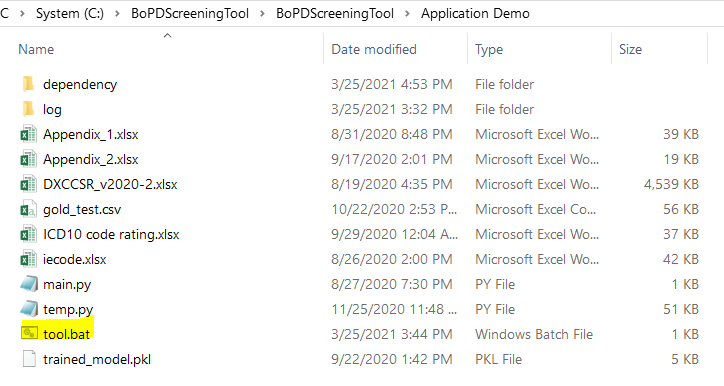 C > System (C:) > BoPDScreeningTool > BoPDScreeningTool > Application Demo
Name Date modified Type Size
dependency 3/25/2021 4:53 PM File folder
log 3/25/2021 3:32 PM File folder
Appendix_1.xlsx 8/31/2020 8:48 PM Microsoft Excel Wo... 39 KB
Appendix_2.xlsx 9/17/2020 2:01 PM Microsoft Excel Wo... 19 KB
DXCCSR_v2020-2.xlsx 8/19/2020 4:35 PM Microsoft Excel Wo... 4,539 KB
gold_test.csv 10/22/2020 2:53 P... Microsoft Excel Co... 56 KB
ICD10 code rating.xlsx 9/29/2020 12:04 A... Microsoft Excel Wo... 37 KB
iecode.xlsx 8/26/2020 2:00 PM Microsoft Excel Wo... 42 KB
main.py 8/27/2020 7:30 PM PY File 1 KB
temp.py 11/25/2020 11:48 ... PY File 51 KB
tool.bat 3/25/2021 3:44 PM Windows Batch File 1 KB
trained_model.pkl 9/22/2020 1:42 PM PKL File 5 KB